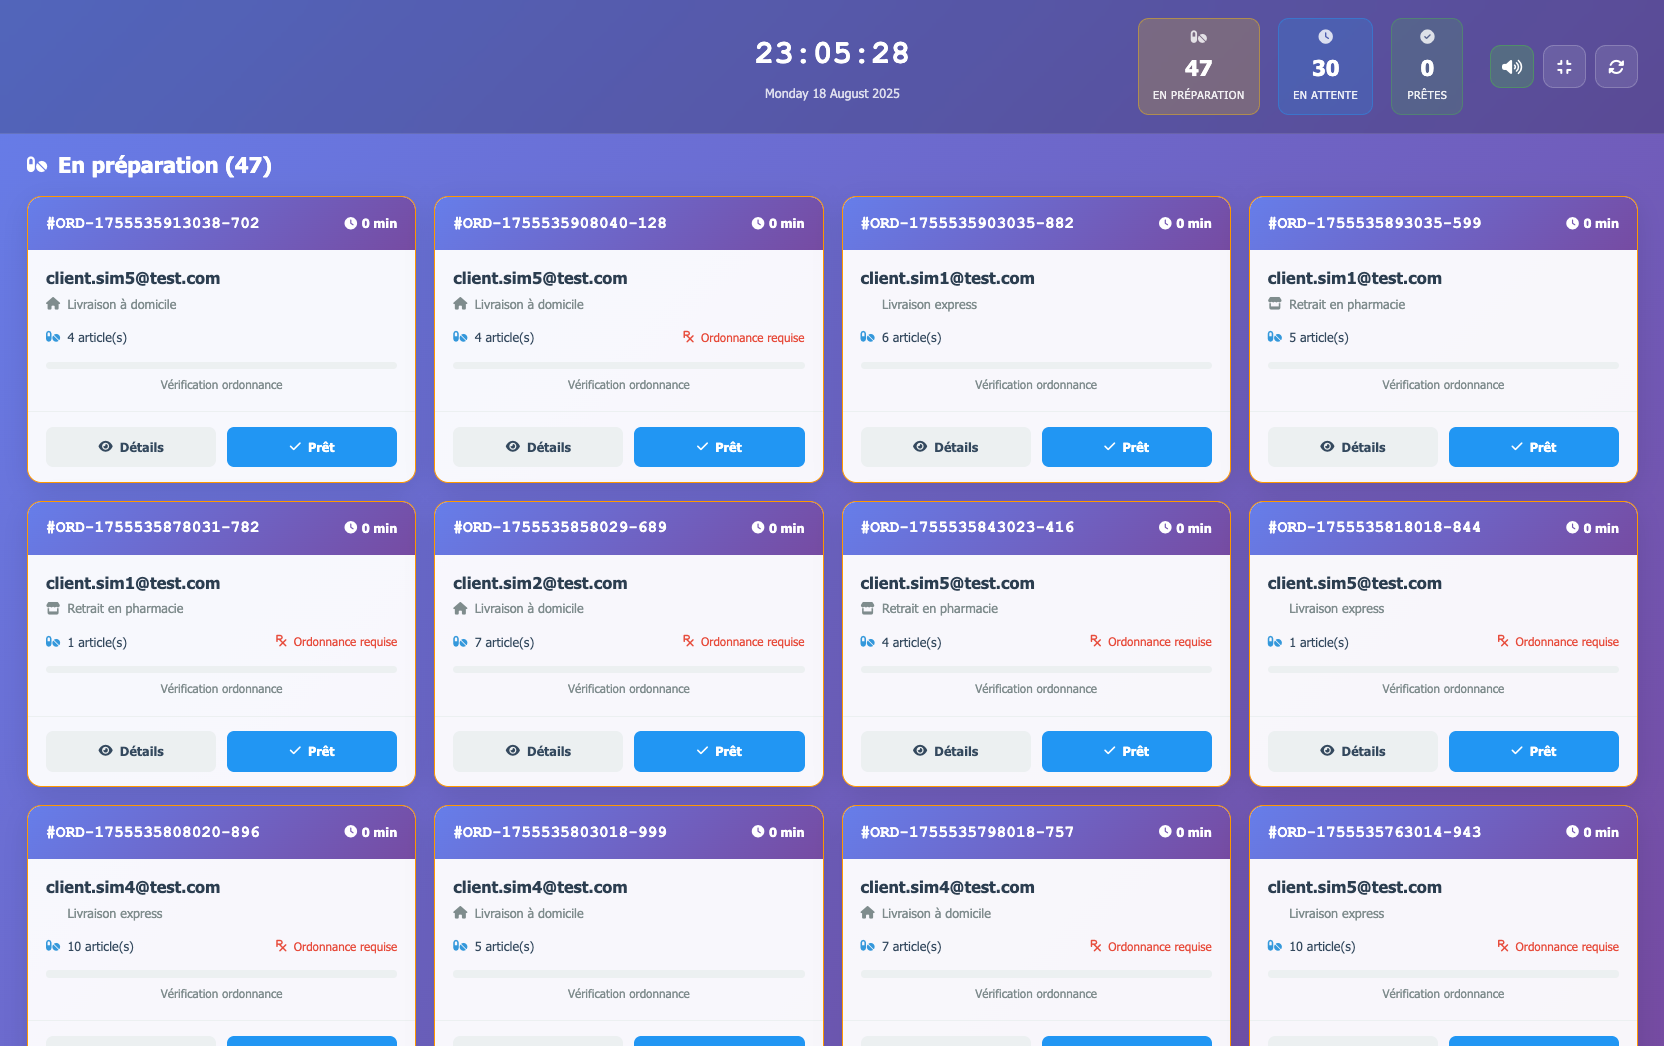 23:05:28
Monday 18 August 2025
47
EN PRÉPARATION
30
EN ATTENTE
0
PRÊTES
En préparation (47)
#ORD-1755535913038-702 0 min
client.sim5@test.com
Livraison à domicile
4 article(s)
Vérification ordonnance
Détails Prêt
#ORD-1755535908040-128 0 min
client.sim5@test.com
Livraison à domicile
4 article(s) Ordonnance requise
Vérification ordonnance
Détails Prêt
#ORD-1755535903035-882 0 min
client.sim1@test.com
Livraison express
6 article(s)
Vérification ordonnance
Détails Prêt
#ORD-1755535893035-599 0 min
client.sim1@test.com
Retrait en pharmacie
5 article(s)
Vérification ordonnance
Détails Prêt
#ORD-1755535878031-782 0 min
client.sim1@test.com
Retrait en pharmacie
1 article(s) Ordonnance requise
Vérification ordonnance
Détails Prêt
#ORD-1755535858029-689 0 min
client.sim2@test.com
Livraison à domicile
7 article(s) Ordonnance requise
Vérification ordonnance
Détails Prêt
#ORD-1755535843023-416 0 min
client.sim5@test.com
Retrait en pharmacie
4 article(s) Ordonnance requise
Vérification ordonnance
Détails Prêt
#ORD-1755535818018-844 0 min
client.sim5@test.com
Livraison express
1 article(s) Ordonnance requise
Vérification ordonnance
Détails Prêt
#ORD-1755535808020-896 0 min
client.sim4@test.com
Livraison express
10 article(s) Ordonnance requise
Vérification ordonnance
#ORD-1755535803018-999 0 min
client.sim4@test.com
Livraison à domicile
5 article(s)
Vérification ordonnance
#ORD-1755535798018-757 0 min
client.sim4@test.com
Livraison à domicile
7 article(s) Ordonnance requise
Vérification ordonnance
#ORD-1755535763014-943 0 min
client.sim5@test.com
Livraison express
10 article(s) Ordonnance requise
Vérification ordonnance